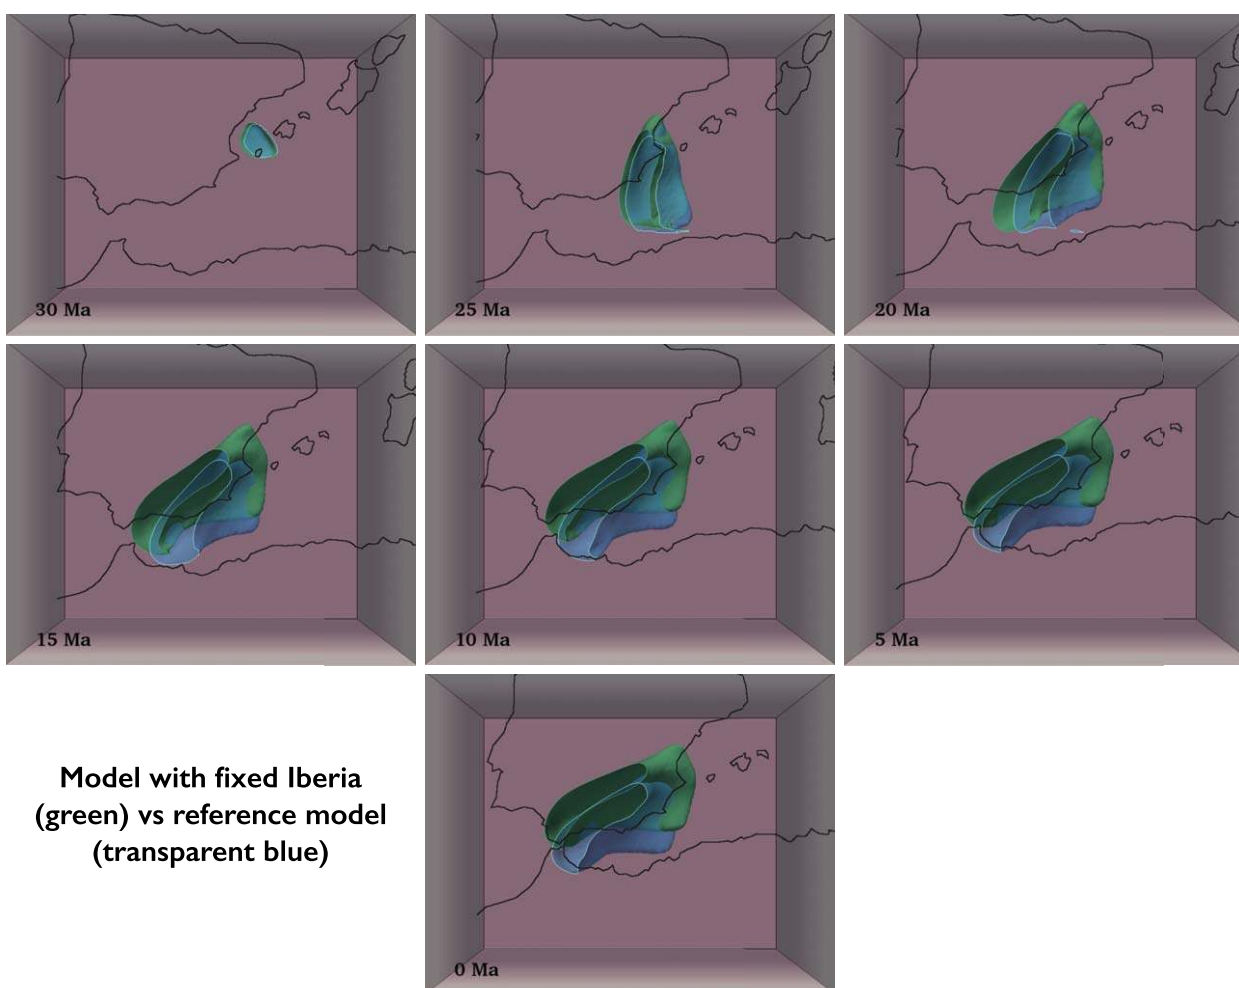 30 Ma
25 Ma
20 Ma
15 Ma
10 Ma
5 Ma
Model with fixed Iberia
(green) vs reference model
(transparent blue)
0 Ma